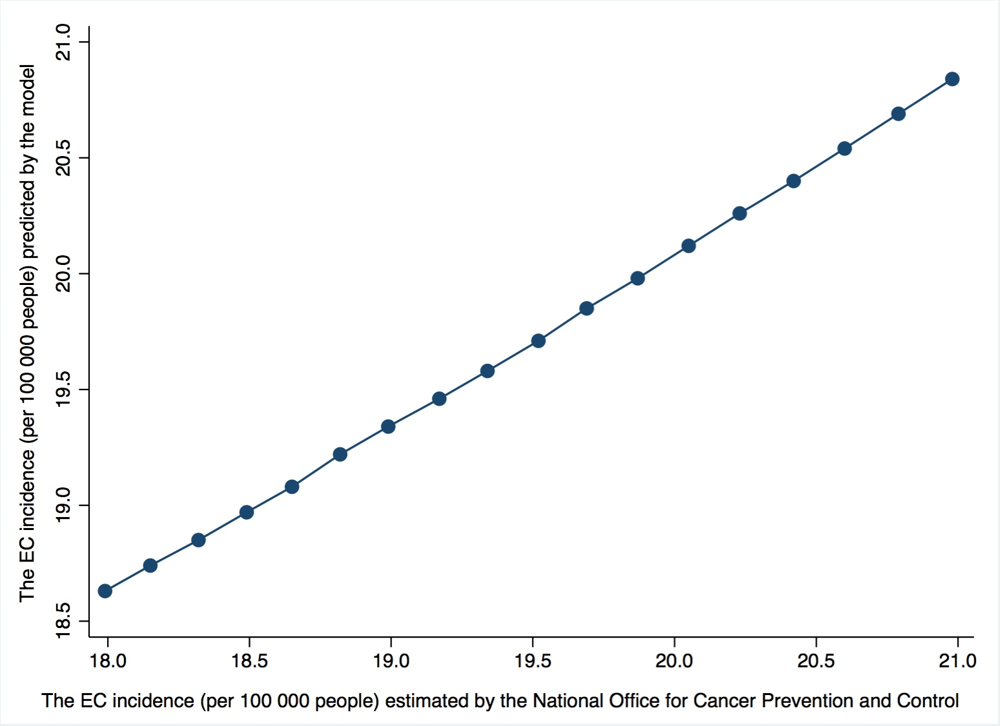 The EC incidence (per 100 000 people) predicted by the model
21.0
20.5
20.0
19.5
19.0
18.5
18.0 18.5 19.0 19.5 20.0 20.5 21.0
The EC incidence (per 100 000 people) estimated by the National Office for Cancer Prevention and Control